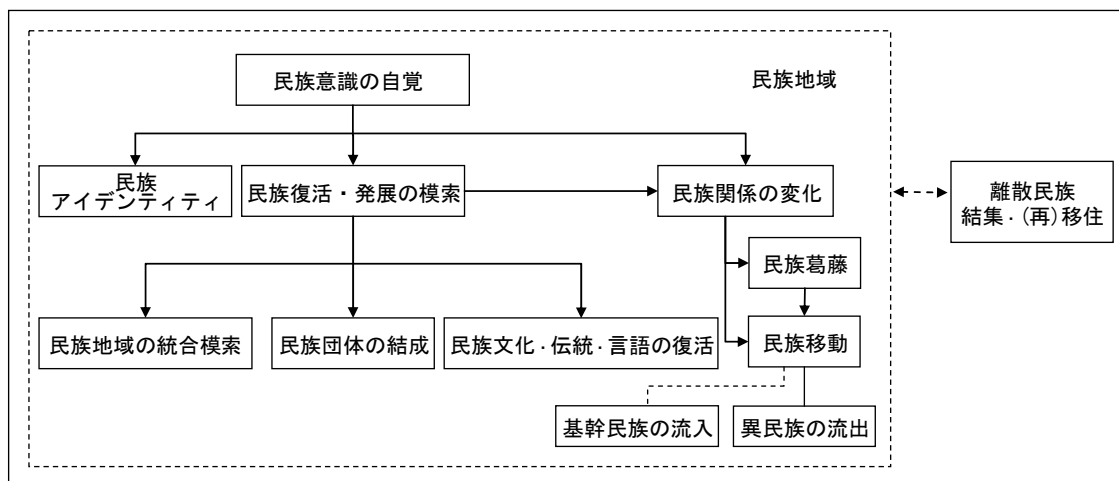 民族意識の自覚
民族地域
民族
アイデンティティ
民族復活・発展の模索
民族関係の変化
離散民族
結集・(再)移住
民族葛藤
民族地域の統合模索
民族団体の結成
民族文化・伝統・言語の復活
民族移動
基幹民族の流入
異民族の流出